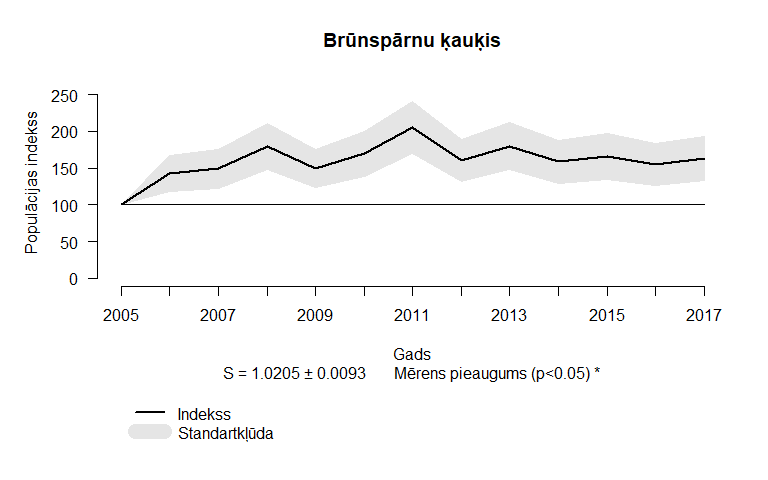 Brūnspārnu ķauķis
Populācijas indekss
250
200
150
100
50
0
2005 2007 2009 2011 2013 2015 2017
Gads
S = 1.0205 ± 0.0093 Mērens pieaugums (p<0.05) *
Indekss
Standartkļūda